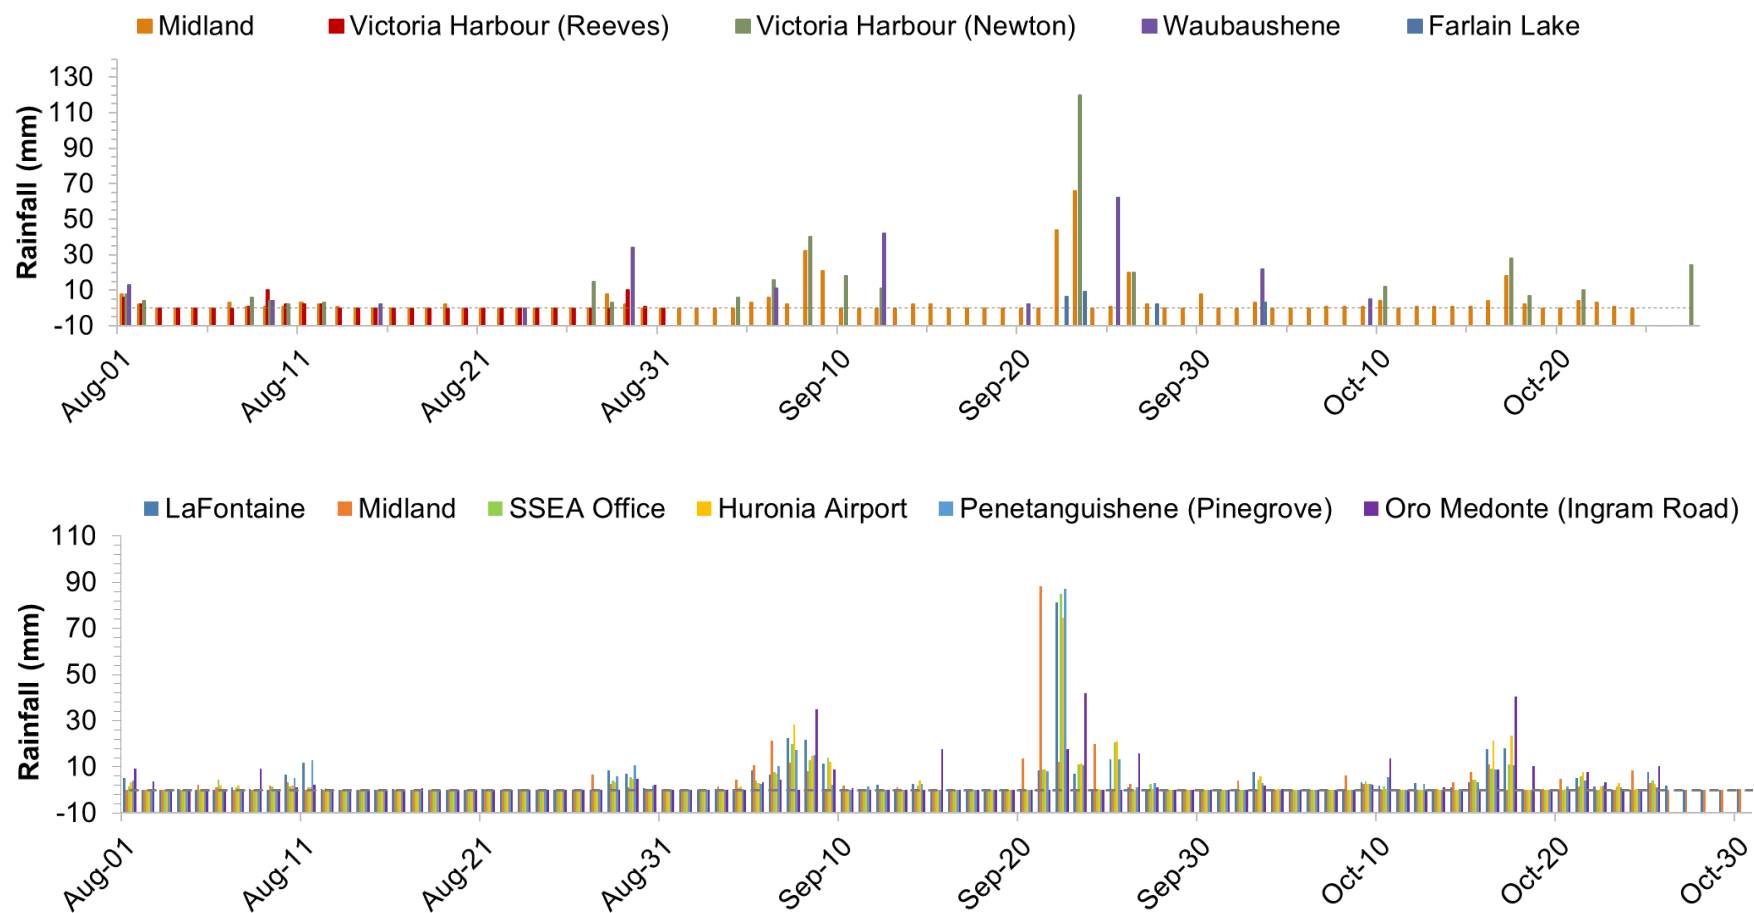 Midland Victoria Harbour (Reeves) Victoria Harbour (Newton) Waubaushene Farlain Lake
Rainfall (mm)
130
110
90
70
50
30
10
-10
Aug-01 Aug-11 Aug-21 Aug-31 Sep-10 Sep-20 Sep-30 Oct-10 Oct-20
LaFontaine Midland SSEA Office Huronia Airport Penetanguishene (Pinegrove) Oro Medonte (Ingram Road)
Rainfall (mm)
110
90
70
50
30
10
-10
Aug-01 Aug-11 Aug-21 Aug-31 Sep-10 Sep-20 Sep-30 Oct-10 Oct-20 Oct-30